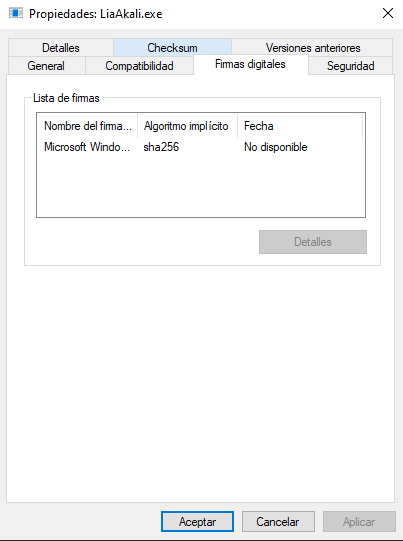 Propiedades: LiaAkali.exe
Detalles Checksum Versiones anteriores
General Compatibilidad Firmas digitales Seguridad
Lista de firmas
Nombre del firma... Algoritmo implícito Fecha
Microsoft Windo... sha256 No disponible
Detalles
Aceptar Cancelar Aplicar